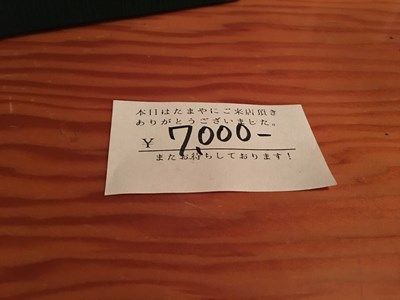 本日はたまやにご来店頂き
ありがとうございました。
¥ 7,000-
またお待ちしております!